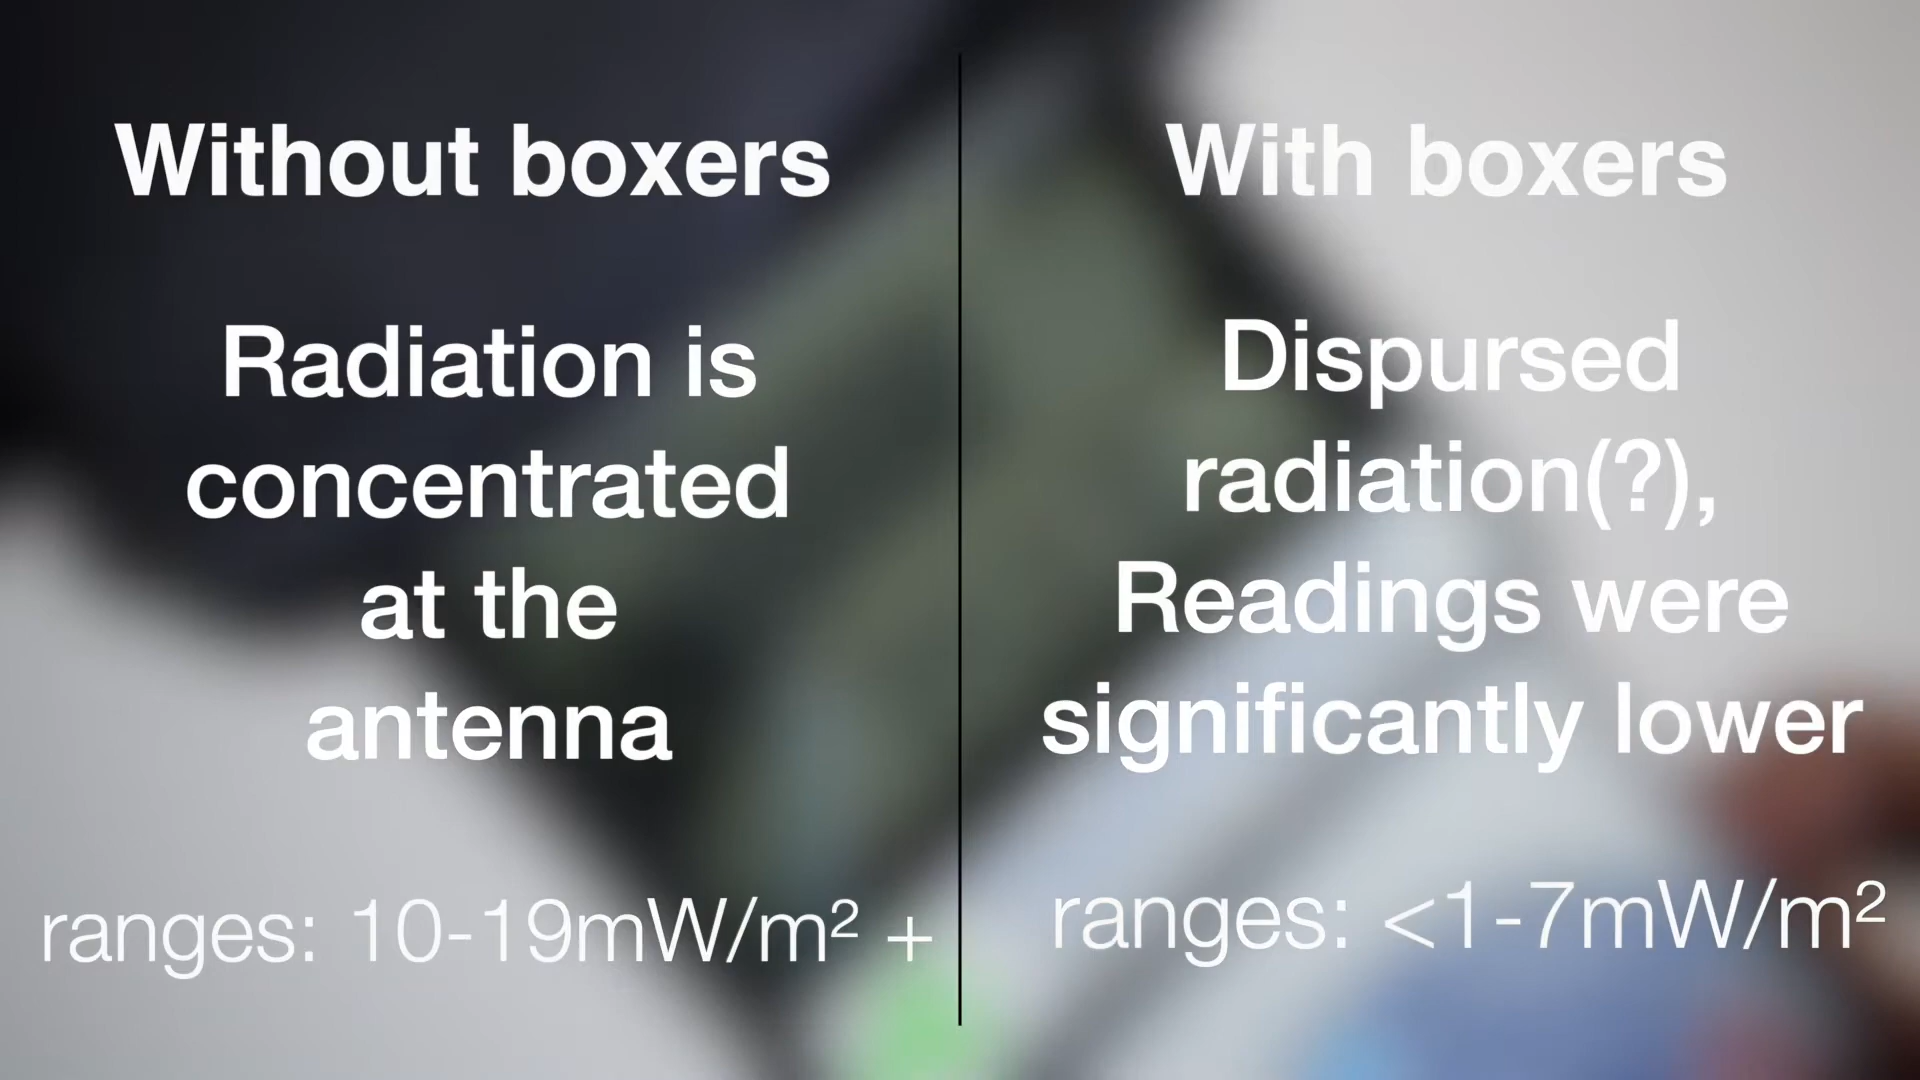 Without boxers
Radiation is
concentrated
at the
antenna
ranges: 10-19mW/m² +
With boxers
Dispursed
radiation(?),
Readings were
significantly lower
ranges: <1-7mW/m²